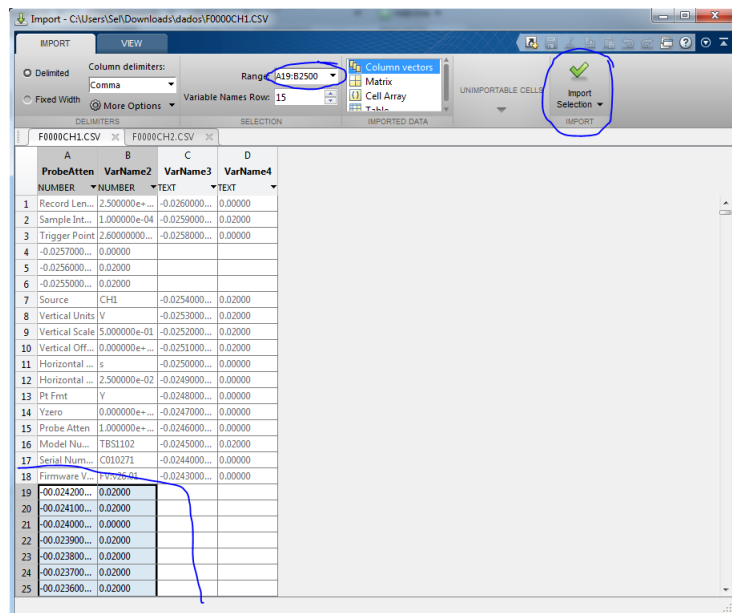 Import - C:\Users\Sel\Downloads\dados\F0000CH1.CSV
IMPORT VIEW
Delimited
Fixed Width
Column delimiters:
Comma
More Options
DELIMITERS
Range: A19:B2500
Variable Names Row: 15
SELECTION
Column vectors
Matrix
Cell Array
Table
IMPORTED DATA
UNIMPORTABLE CELLS
Import
Selection
IMPORT
F0000CH1.CSV F0000CH2.CSV
A B C D
ProbeAtten VarName2 VarName3 VarName4
NUMBER NUMBER TEXT TEXT
1 Record Len... 2.500000e+... -0.0260000... 0.00000
2 Sample Int... 1.000000e-04 -0.0259000... 0.02000
3 Trigger Point 2.60000000... -0.0258000... 0.00000
4 -0.0257000... 0.00000
5 -0.0256000... 0.02000
6 -0.0255000... 0.02000
7 Source CH1 -0.0254000... 0.02000
8 Vertical Units V -0.0253000... 0.02000
9 Vertical Scale 5.000000e-01 -0.0252000... 0.02000
10 Vertical Off... 0.000000e+... -0.0251000... 0.02000
11 Horizontal ... s -0.0250000... 0.00000
12 Horizontal ... 2.500000e-02 -0.0249000... 0.00000
13 Pt Fmt Y -0.0248000... 0.00000
14 Yzero 0.000000e+... -0.0247000... 0.00000
15 Probe Atten 1.000000e+... -0.0246000... 0.00000
16 Model Nu... TBS1102 -0.0245000... 0.02000
17 Serial Num... C010271 -0.0244000... 0.00000
18 Firmware V... FV:v26.01 -0.0243000... 0.00000
19 -00.024200... 0.02000
20 -00.024100... 0.02000
21 -00.024000... 0.00000
22 -00.023900... 0.02000
23 -00.023800... 0.02000
24 -00.023700... 0.02000
25 -00.023600... 0.02000